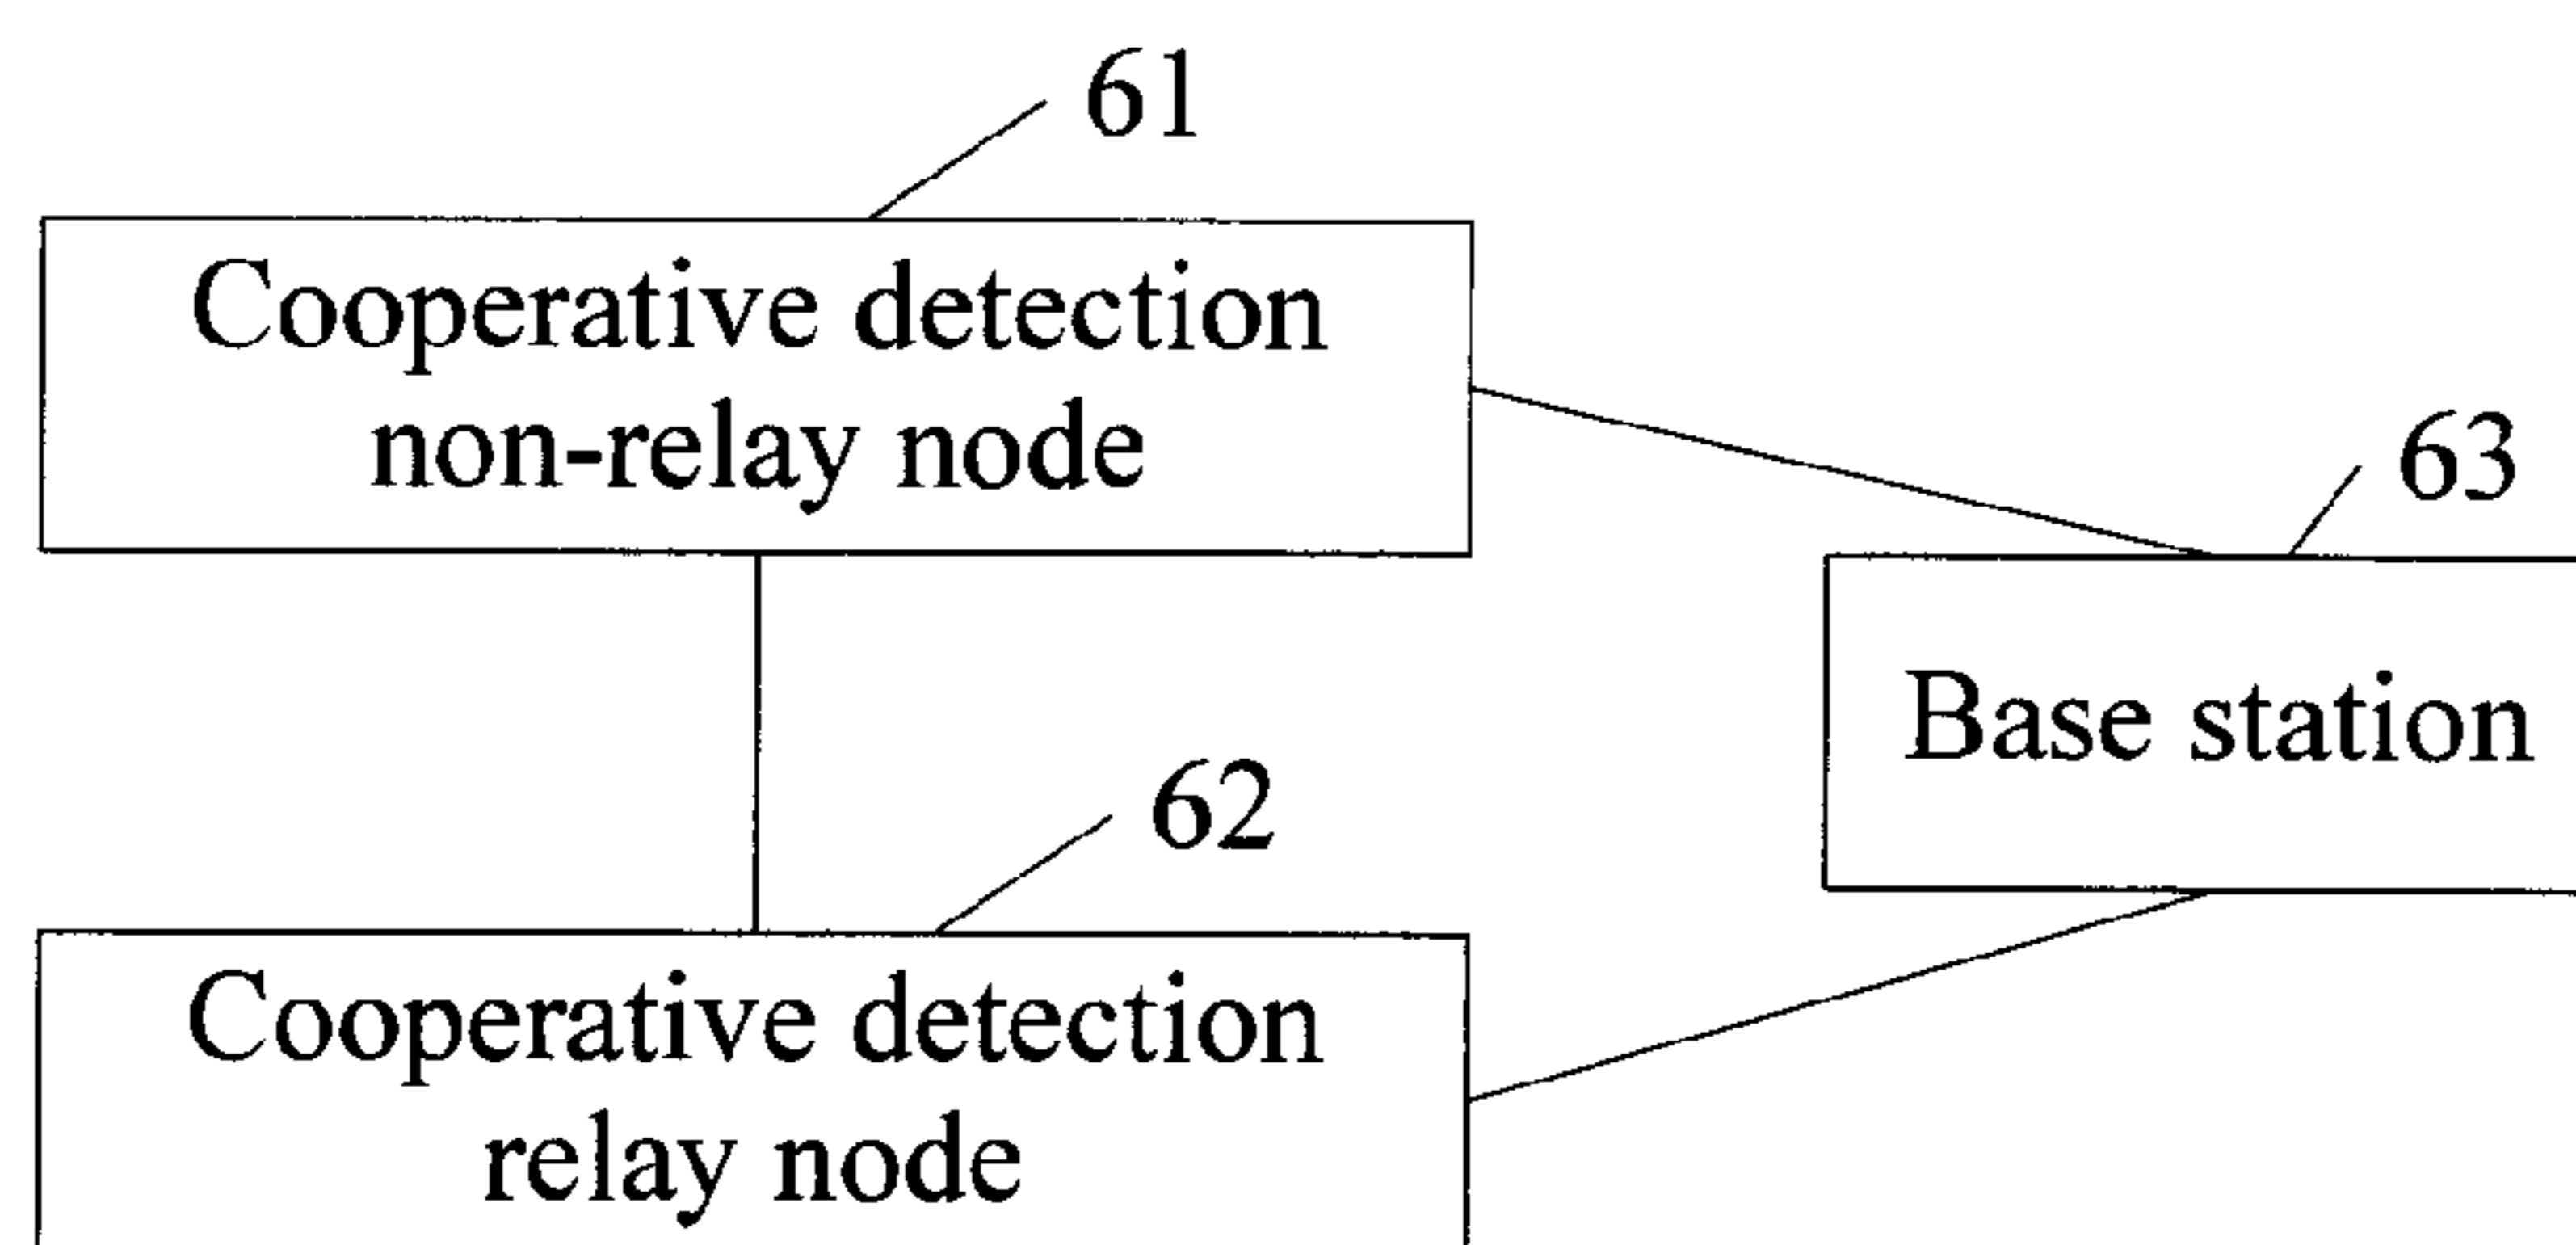 61
Cooperative detection
non-relay node
63
Base station
62
Cooperative detection
relay node